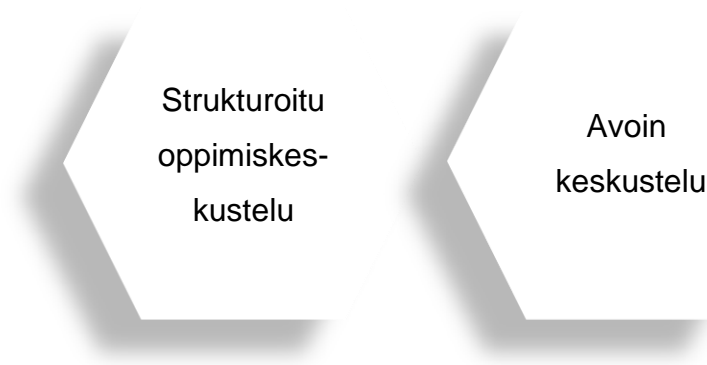 Strukturoitu
oppimiskes-
kustelu
Avoin
keskustelu